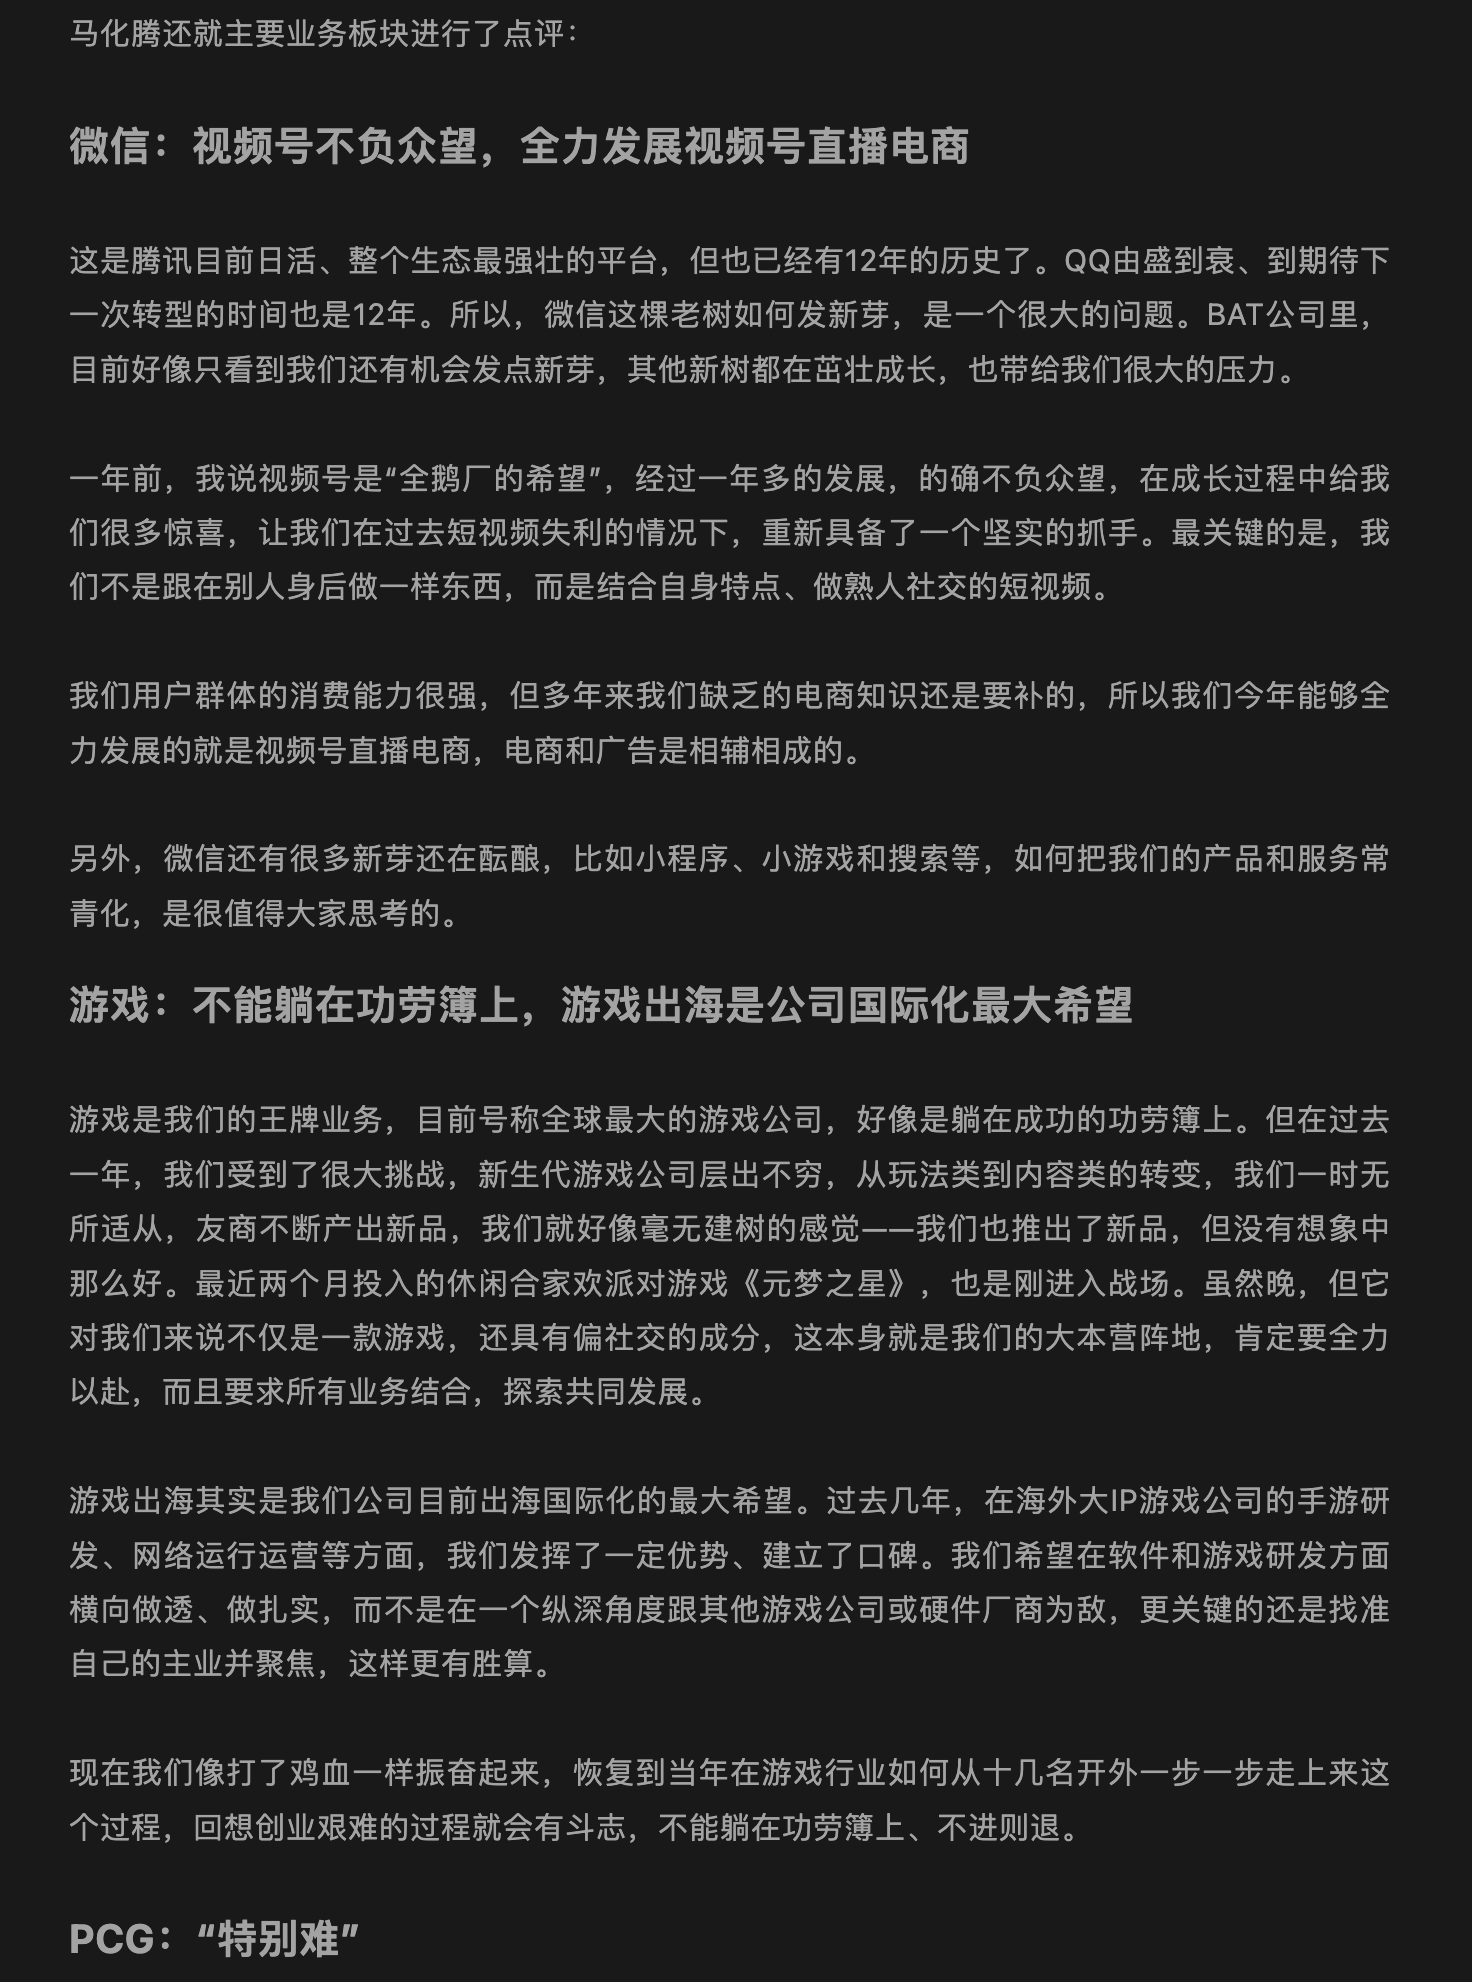 马化腾还就主要业务板块进行了点评：
微信：视频号不负众望，全力发展视频号直播电商
这是腾讯目前日活、整个生态最强壮的平台，但也已经有12年的历史了。QQ由盛到衰、到期待下
一次转型的时间也是12年。所以，微信这棵老树如何发新芽，是一个很大的问题。BAT公司里，
目前好像只看到我们还有机会发点新芽，其他新树都在茁壮成长，也带给我们很大的压力。
一年前，我说视频号是“全鹅厂的希望”，经过一年多的发展，的确不负众望，在成长过程中给我
们很多惊喜，让我们在过去短视频失利的情况下，重新具备了一个坚实的抓手。最关键的是，我
们不是跟在别人身后做一样东西，而是结合自身特点、做熟人社交的短视频。
我们用户群体的消费能力很强，但多年来我们缺乏的电商知识还是要补的，所以我们今年能够全
力发展的就是视频号直播电商，电商和广告是相辅相成的。
另外，微信还有很多新芽还在酝酿，比如小程序、小游戏和搜索等，如何把我们的产品和服务常
青化，是很值得大家思考的。
游戏：不能躺在功劳簿上，游戏出海是公司国际化最大希望
游戏是我们的王牌业务，目前号称全球最大的游戏公司，好像是躺在成功的功劳簿上。但在过去
一年，我们受到了很大挑战，新生代游戏公司层出不穷，从玩法类到内容类的转变，我们一时无
所适从，友商不断产出新品，我们就好像毫无建树的感觉——我们也推出了新品，但没有想象中
那么好。最近两个月投入的休闲合家欢派对游戏《元梦之星》，也是刚进入战场。虽然晚，但它
对我们来说不仅是一款游戏，还具有偏社交的成分，这本身就是我们的大本营阵地，肯定要全力
以赴，而且要求所有业务结合，探索共同发展。
游戏出海其实是我们公司目前出海国际化的最大希望。过去几年，在海外大IP游戏公司的手游研
发、网络运行运营等方面，我们发挥了一定优势、建立了口碑。我们希望在软件和游戏研发方面
横向做透、做扎实，而不是在一个纵深角度跟其他游戏公司或硬件厂商为敌，更关键的还是找准
自己的主业并聚焦，这样更有胜算。
现在我们像打了鸡血一样振奋起来，恢复到当年在游戏行业如何从十几名开外一步一步走上来这
个过程，回想创业艰难的过程就会有斗志，不能躺在功劳簿上、不进则退。
PCG：“特别难”